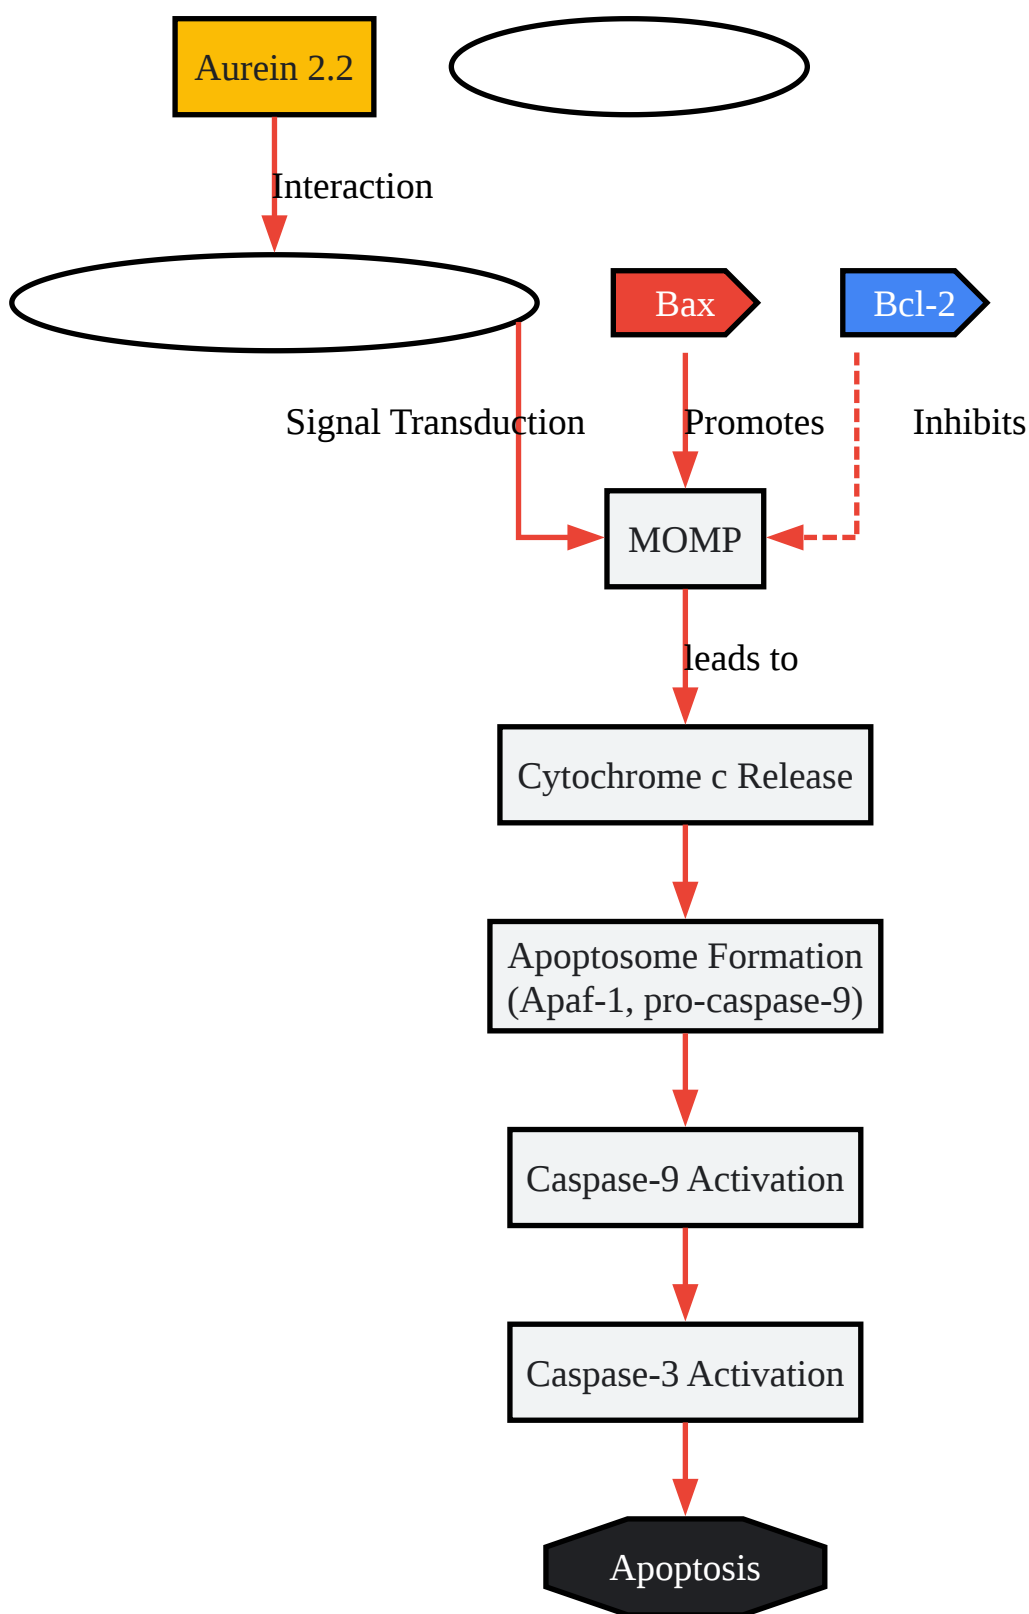 Aurein 2.2
Interaction
Bax
Bcl-2
Signal Transduction
Promotes
Inhibits
MOMP
leads to
Cytochrome c Release
Apoptosome Formation
(Apaf-1, pro-caspase-9)
Caspase-9 Activation
Caspase-3 Activation
Apoptosis